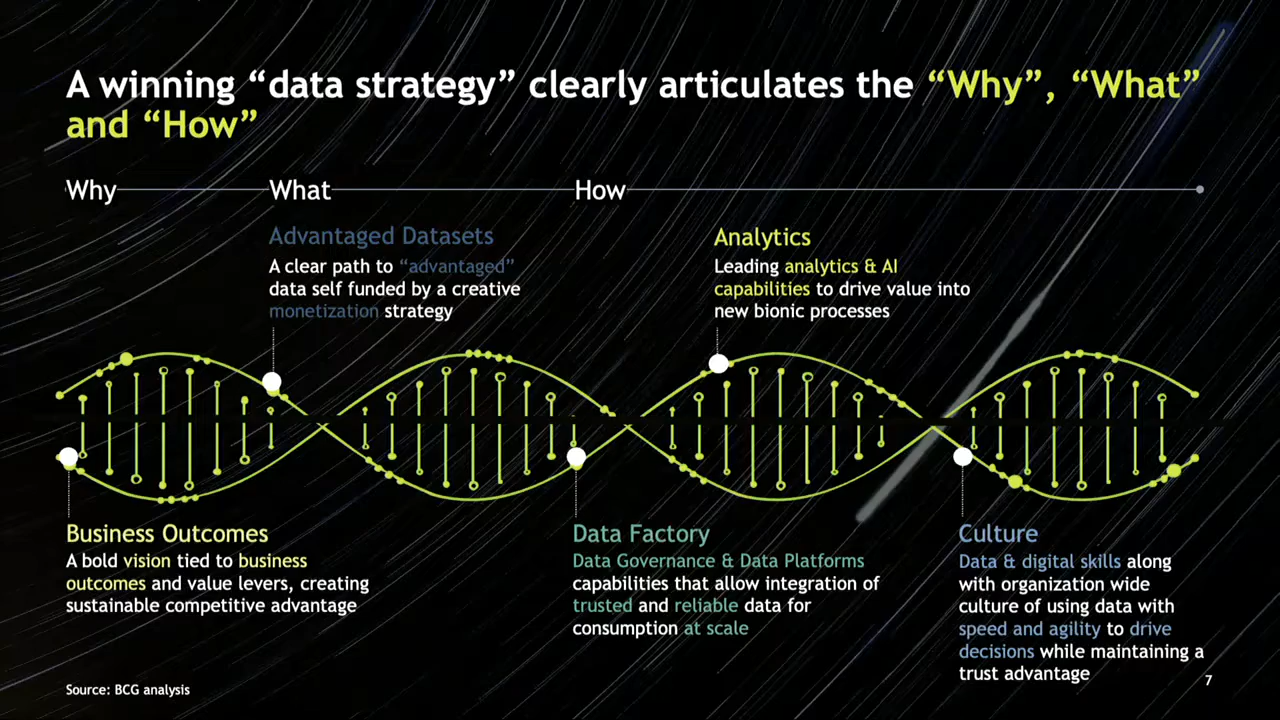 A winning “data strategy” clearly articulates the “Why”, “What”
and “How”
Why
What
How
Advantaged Datasets
A clear path to “advantaged”
data self funded by a creative
monetization strategy
Analytics
Leading analytics & AI
capabilities to drive value into
new bionic processes
Business Outcomes
A bold vision tied to business
outcomes and value levers, creating
sustainable competitive advantage
Data Factory
Data Governance & Data Platforms
capabilities that allow integration of
trusted and reliable data for
consumption at scale
Culture
Data & digital skills along
with organization wide
culture of using data with
speed and agility to drive
decisions while maintaining a
trust advantage
Source: BCG analysis
7